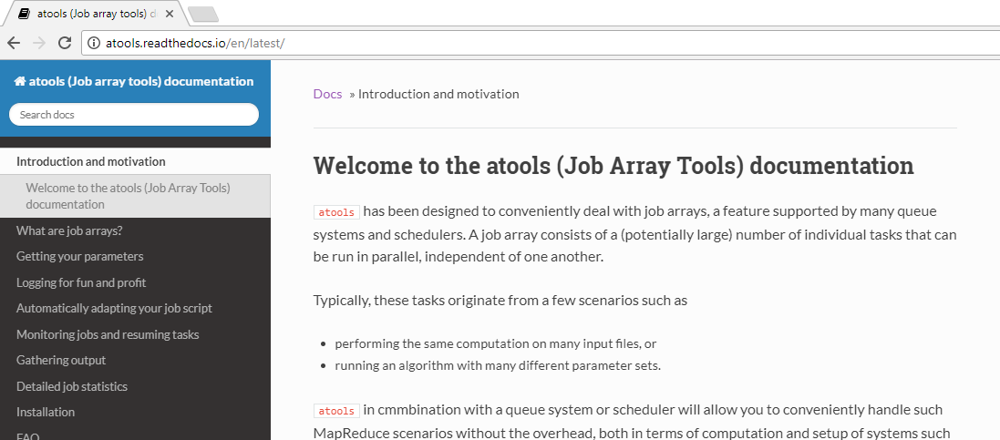 atools (Job array tools) d
atools.readthedocs.io/en/latest/
atools (Job array tools) documentation
Search docs
Introduction and motivation
Welcome to the atools (Job Array Tools)
documentation
What are job arrays?
Getting your parameters
Logging for fun and profit
Automatically adapting your job script
Monitoring jobs and resuming tasks
Gathering output
Detailed job statistics
Installation
FAQ
Docs » Introduction and motivation
Welcome to the atools (Job Array Tools) documentation
atools has been designed to conveniently deal with job arrays, a feature supported by many queue
systems and schedulers. A job array consists of a (potentially large) number of individual tasks that can
be run in parallel, independent of one another.
Typically, these tasks originate from a few scenarios such as
• performing the same computation on many input files, or
• running an algorithm with many different parameter sets.
atools in cmmbination with a queue system or scheduler will allow you to conveniently handle such
MapReduce scenarios without the overhead, both in terms of computation and setup of systems such